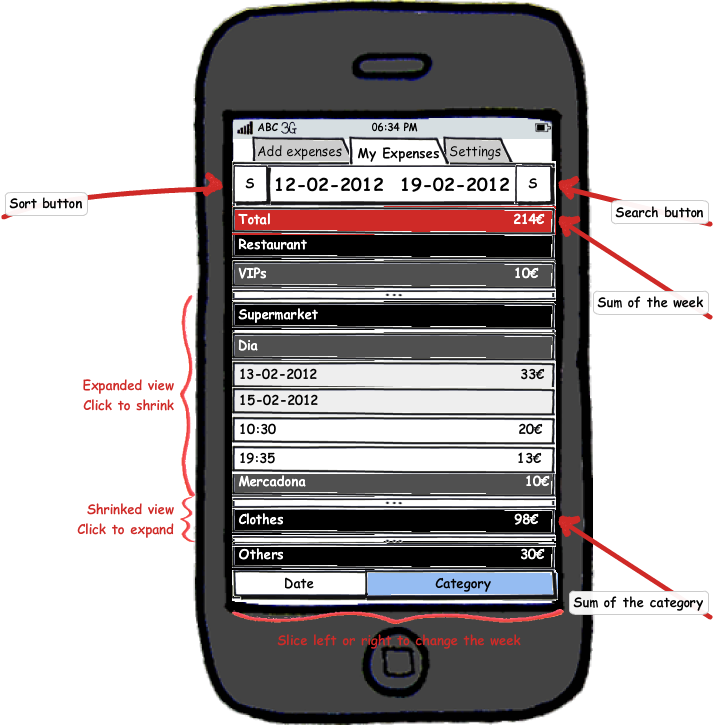 ABC 3G 06:34 PM
Add expenses My Expenses Settings
S 12-02-2012 19-02-2012 S
Sort button
Search button
Total 214€
Restaurant
VIPs 10€
Sum of the week
...
Supermarket
Dia
13-02-2012 33€
15-02-2012
Expanded view
Click to shrink
10:30 20€
19:35 13€
Mercadona 10€
...
Shrinked view
Click to expand
Clothes 98€
...
Others 30€
Date Category
Sum of the category
Slice left or right to change the week